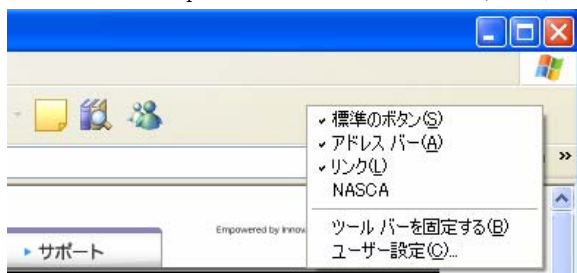 標準のボタン(S)
アドレス バー(A)
リンク(L)
NASCA
ツール バーを固定する(B)
ユーザー設定(C)...
Empowered by Innov
サポート